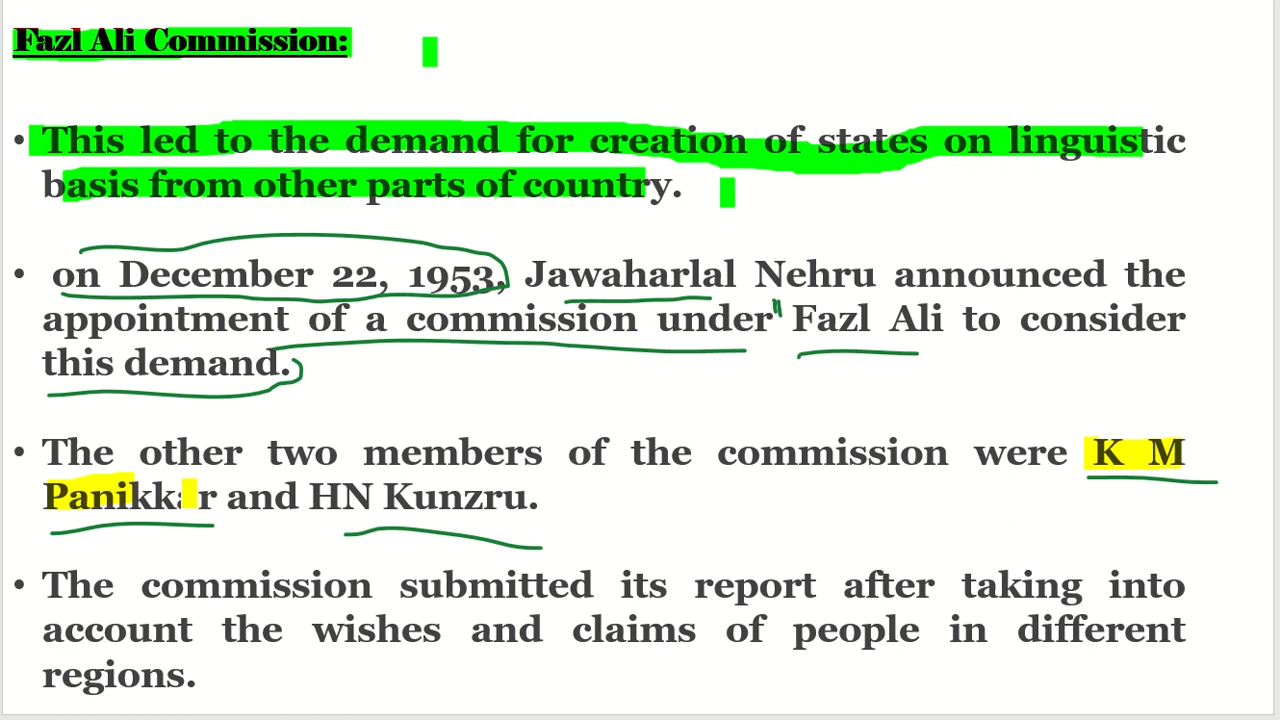 Fazl Ali Commission:
• This led to the demand for creation of states on linguistic
basis from other parts of country.
• on December 22, 1953, Jawaharlal Nehru announced the
appointment of a commission under Fazl Ali to consider
this demand.
• The other two members of the commission were K M
Panikkar and HN Kunzru.
• The commission submitted its report after taking into
account the wishes and claims of people in different
regions.